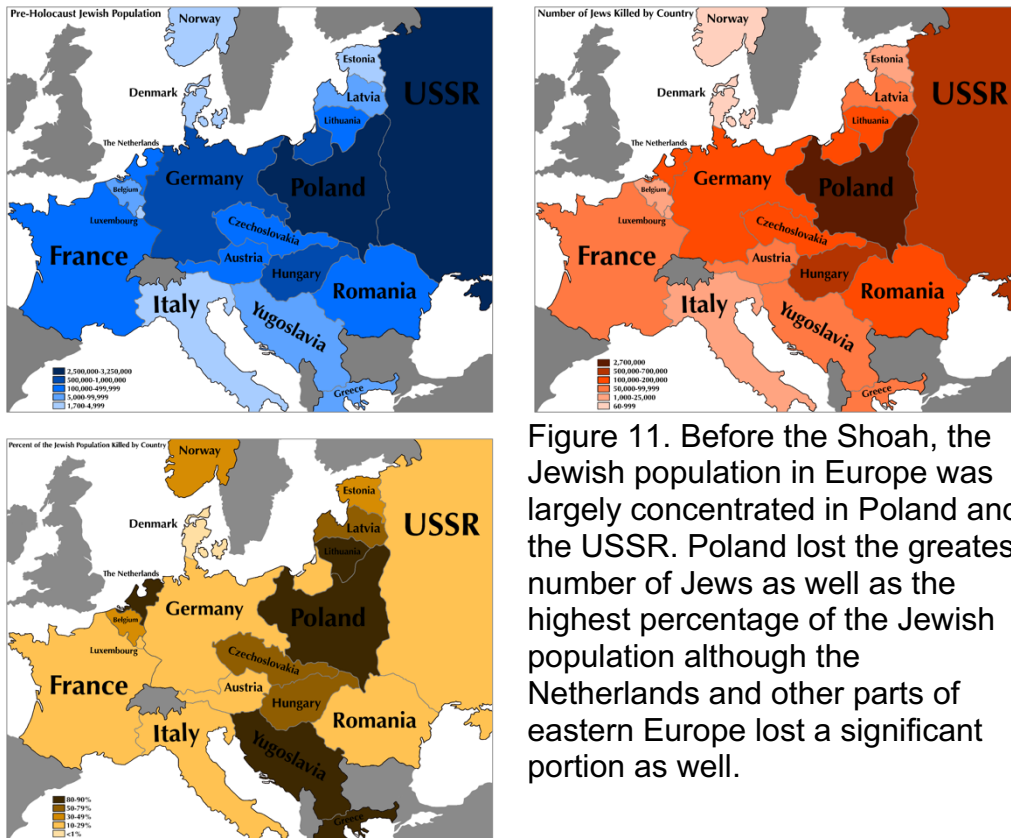 Pre-Holocaust Jewish Population
Norway
Estonia
Denmark
Latvia
USSR
Lithuania
The Netherlands
Germany
Poland
Belgium
Luxembourg
Czechoslovakia
France
Austria
Hungary
Romania
Italy
Yugoslavia
Greece
2,500,000-3,250,000
500,000-1,000,000
100,000-499,999
5,000-99,999
1,700-4,999
Number of Jews Killed by Country
Norway
Estonia
Denmark
Latvia
USSR
Lithuania
The Netherlands
Germany
Poland
Belgium
Luxembourg
Czechoslovakia
France
Austria
Hungary
Romania
Italy
Yugoslavia
Greece
2,700,000
500,000-700,000
100,000-200,000
50,000-99,999
1,000-25,000
60-999
Percent of the Jewish Population Killed by Country
Norway
Estonia
Denmark
Latvia
USSR
Lithuania
The Netherlands
Germany
Poland
Belgium
Luxembourg
Czechoslovakia
France
Austria
Hungary
Romania
Italy
Yugoslavia
Greece
80-90%
50-79%
30-49%
10-29%
<1%
Figure 11. Before the Shoah, the
Jewish population in Europe was
largely concentrated in Poland and
the USSR. Poland lost the greates
number of Jews as well as the
highest percentage of the Jewish
population although the
Netherlands and other parts of
eastern Europe lost a significant
portion as well.